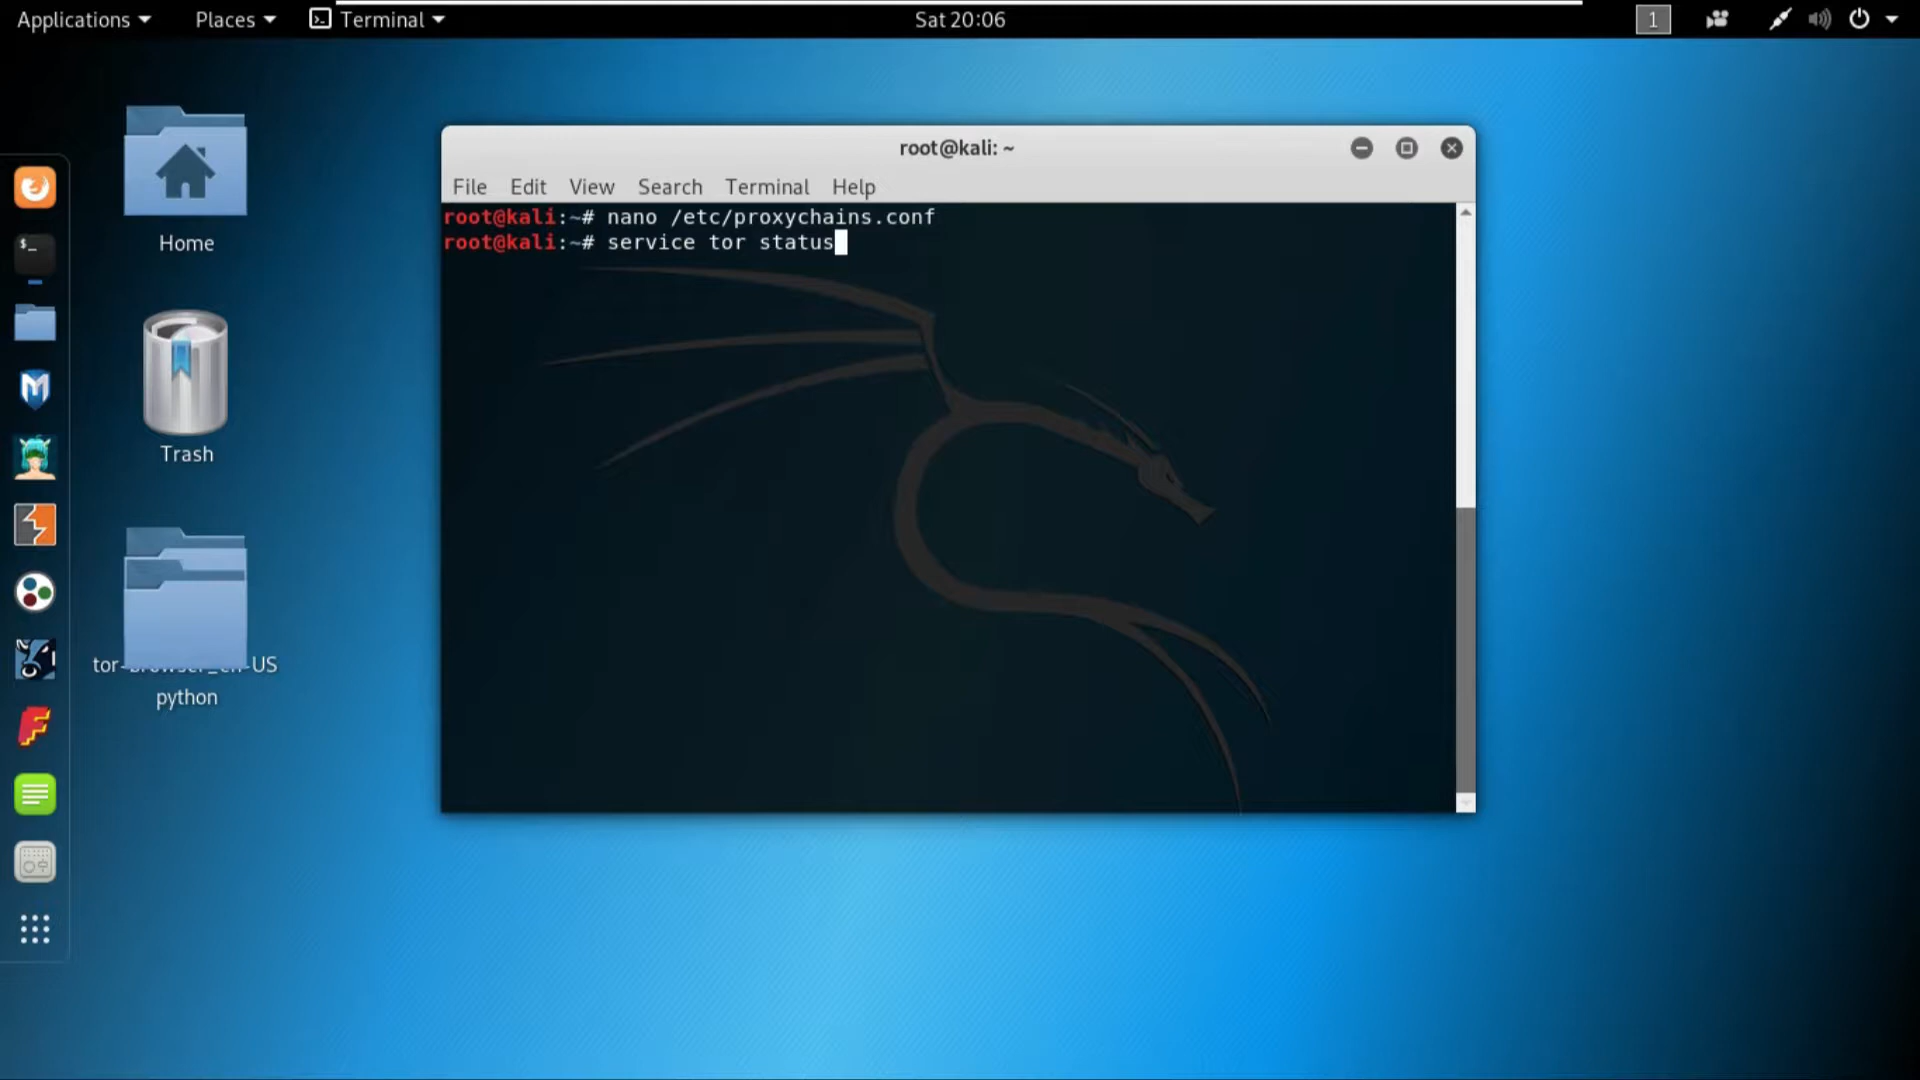 Applications Places Terminal Sat 20:06 1
root@kali: ~
File Edit View Search Terminal Help
root@kali:~# nano /etc/proxychains.conf
root@kali:~# service tor status
Home
Trash
tor-browser_en-US
python